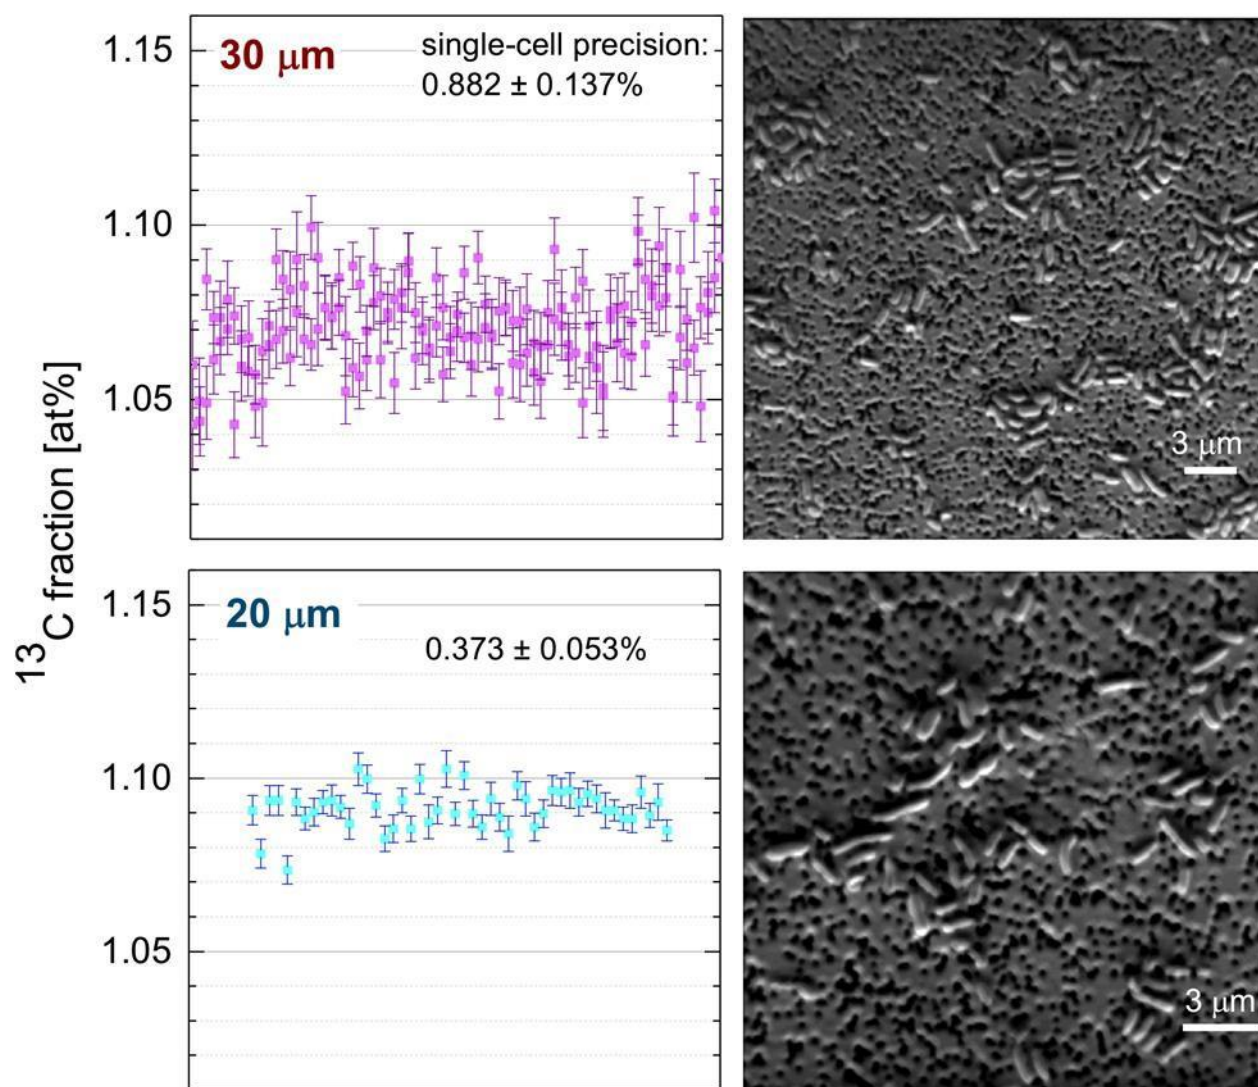 ¹³C fraction [at%]
30 μm
single-cell precision:
0.882 ± 0.137%
1.15
1.10
1.05
3 μm
20 μm
0.373 ± 0.053%
1.15
1.10
1.05
3 μm